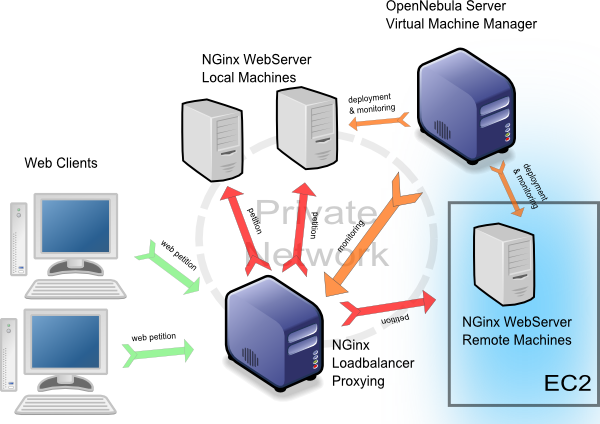 OpenNebula Server
Virtual Machine Manager
NGinx WebServer
Local Machines
deployment
& monitoring
deployment
& monitoring
Web Clients
Private
Network
petition
petition
monitoring
web petition
petition
NGinx WebServer
Remote Machines
web petition
NGinx
Loadbalancer
Proxying
EC2